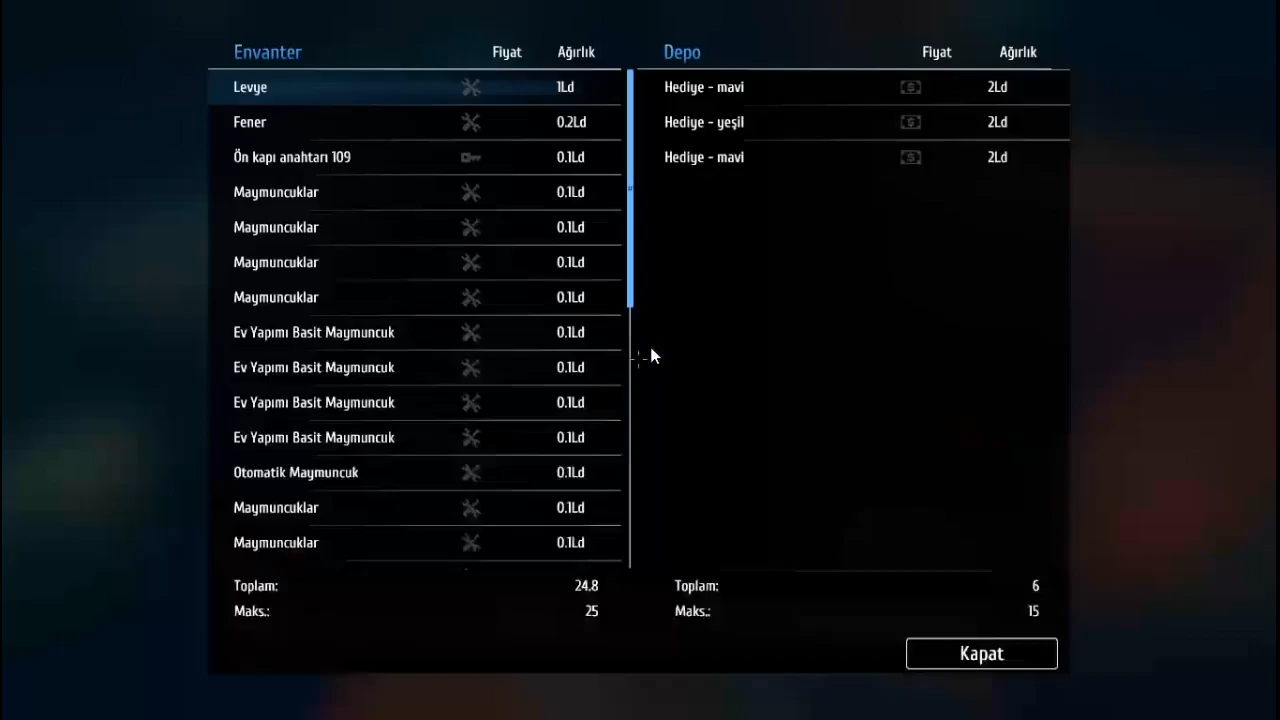 Envanter Fiyat Ağırlık
Levye 1Ld
Fener 0.2Ld
Ön kapı anahtarı 109 0.1Ld
Maymuncuklar 0.1Ld
Maymuncuklar 0.1Ld
Maymuncuklar 0.1Ld
Maymuncuklar 0.1Ld
Ev Yapımı Basit Maymuncuk 0.1Ld
Ev Yapımı Basit Maymuncuk 0.1Ld
Ev Yapımı Basit Maymuncuk 0.1Ld
Ev Yapımı Basit Maymuncuk 0.1Ld
Otomatik Maymuncuk 0.1Ld
Maymuncuklar 0.1Ld
Maymuncuklar 0.1Ld
Toplam: 24.8
Maks.: 25
Depo Fiyat Ağırlık
Hediye - mavi 2Ld
Hediye - yeşil 2Ld
Hediye - mavi 2Ld
Toplam: 6
Maks.: 15
Kapat